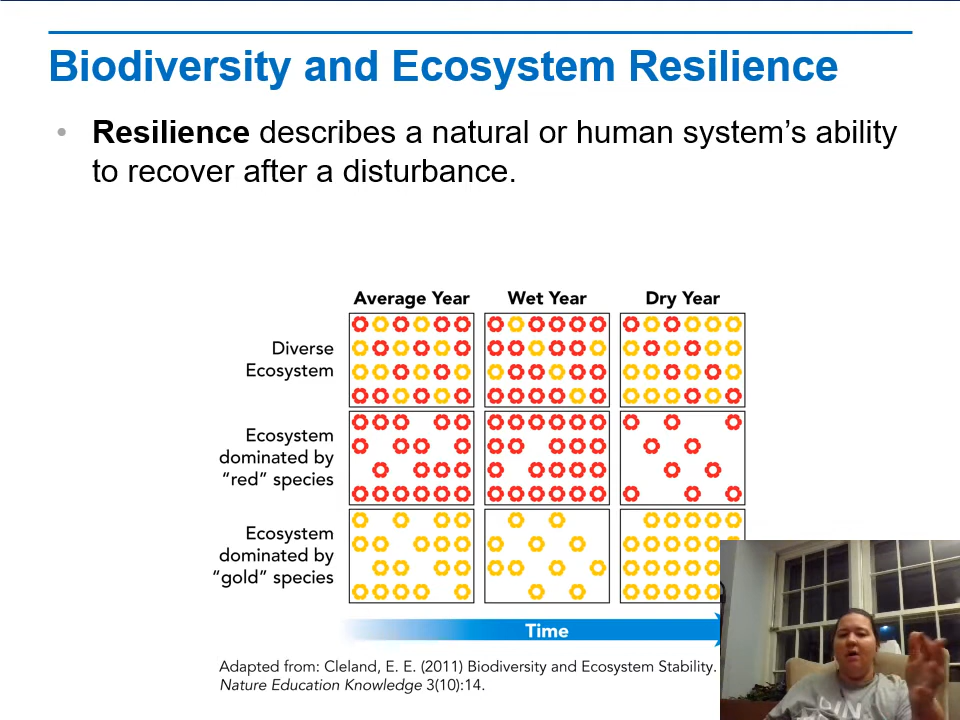 Biodiversity and Ecosystem Resilience
• Resilience describes a natural or human system's ability
to recover after a disturbance.
Average Year Wet Year Dry Year
Diverse
Ecosystem
Ecosystem
dominated by
“red” species
Ecosystem
dominated by
“gold” species
Time
Adapted from: Cleland, E. E. (2011) Biodiversity and Ecosystem Stability.
Nature Education Knowledge 3(10):14.